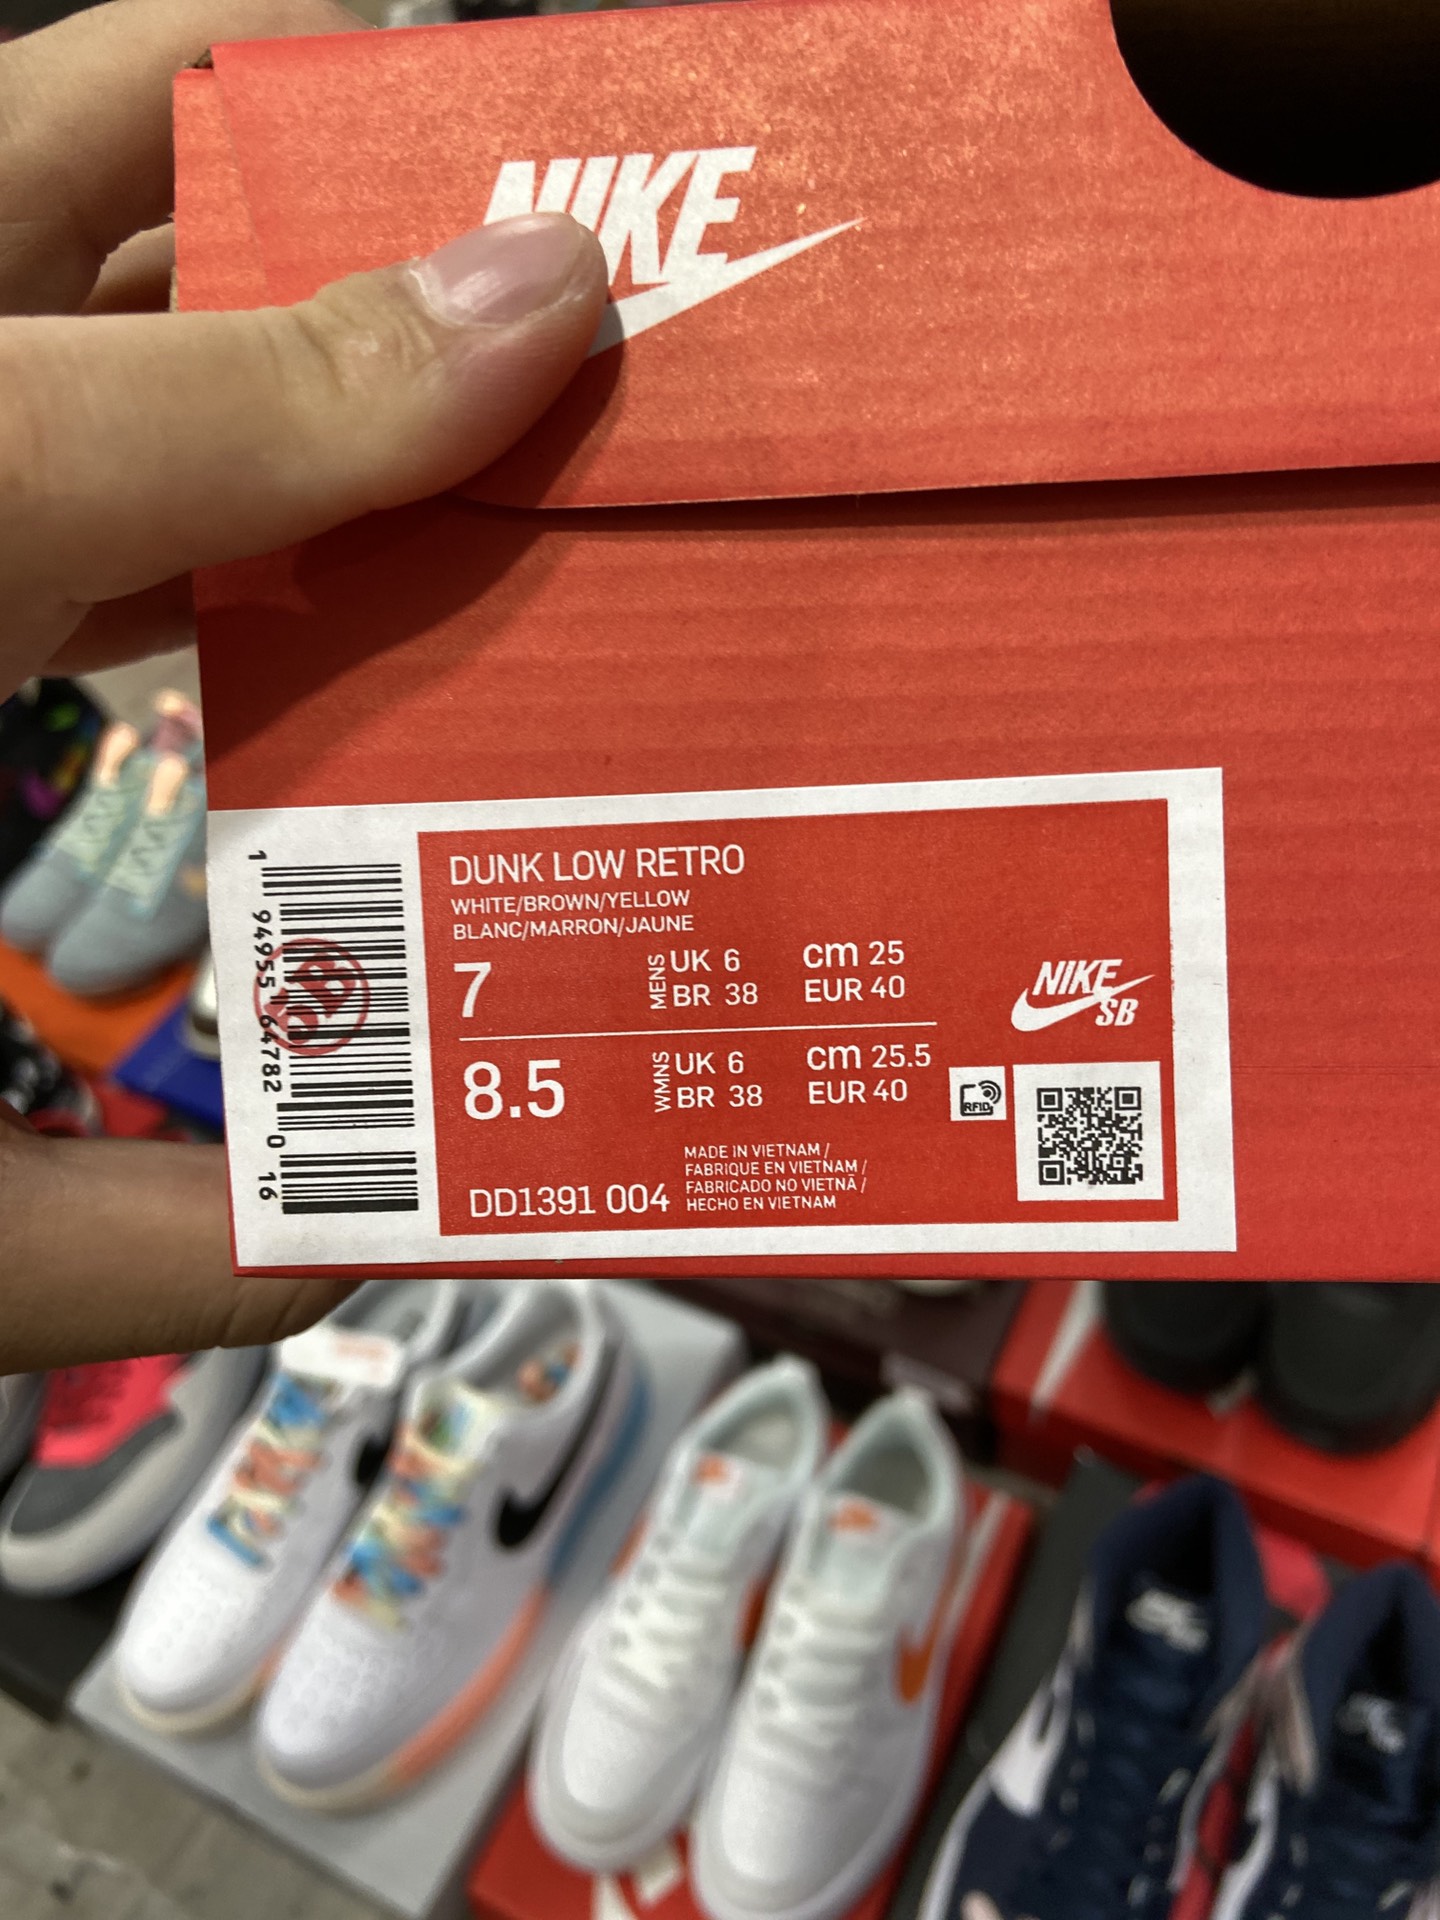 NIKE
DUNK LOW RETRO
WHITE/BROWN/YELLOW
BLANC/MARRON/JAUNE
7 MENS UK 6 cm 25
BR 38 EUR 40
8.5 WMNS UK 6 cm 25.5
BR 38 EUR 40
NIKE
SB
RFID
MADE IN VIETNAM /
FABRIQUE EN VIETNAM /
FABRICADO NO VIETNÃ /
HECHO EN VIETNAM
DD1391 004
1 94955 64782 0 16
SB